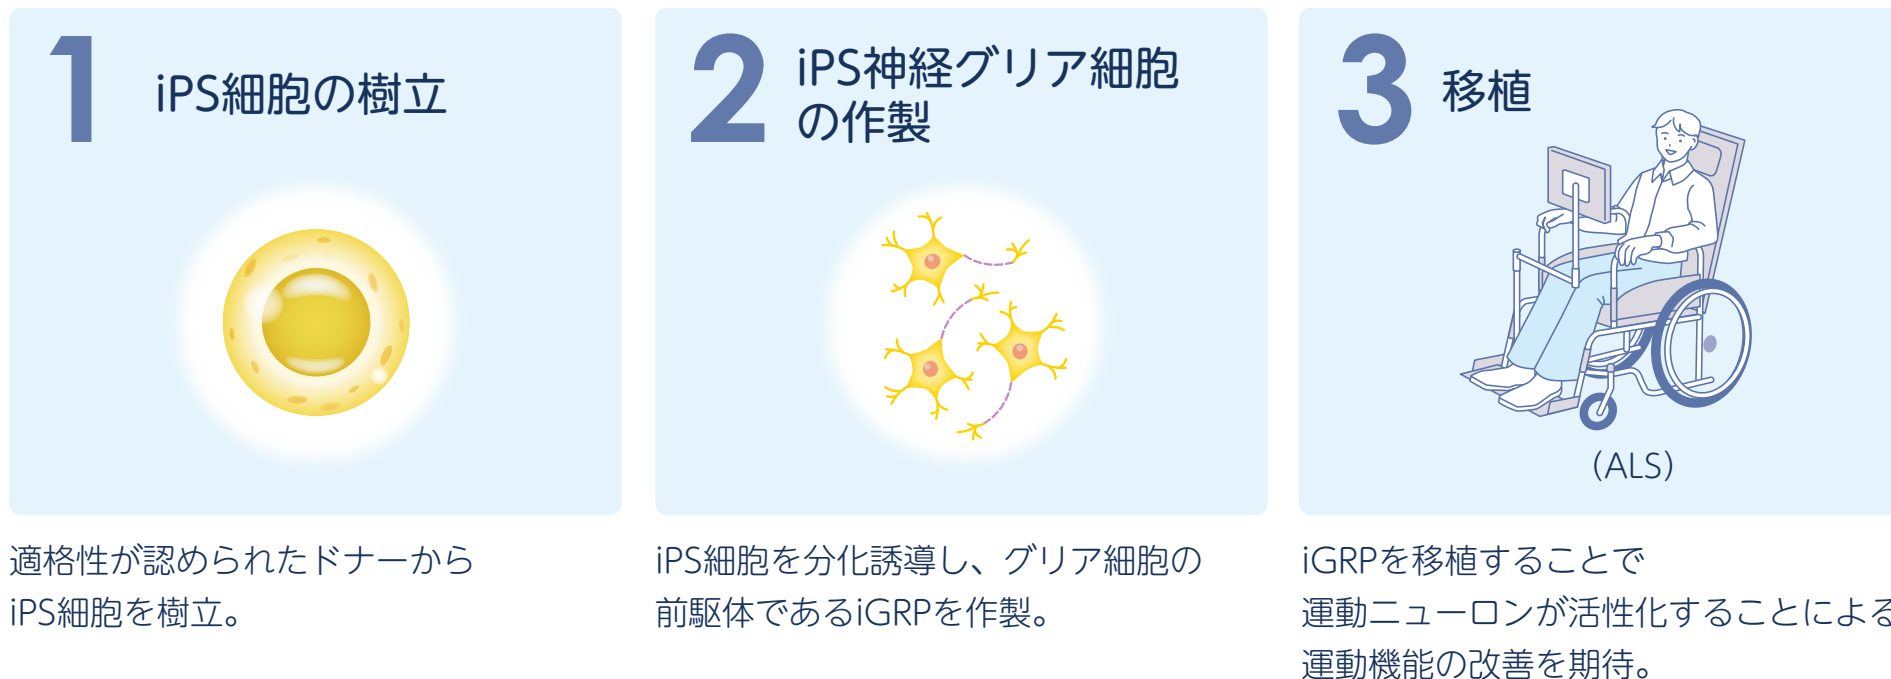 1
iPS細胞の樹立
適格性が認められたドナーから
iPS細胞を樹立。
2
iPS神経グリア細胞
の作製
iPS細胞を分化誘導し、グリア細胞の
前駆体であるiGRPを作製。
3
移植
(ALS)
iGRPを移植することで
運動ニューロンが活性化することによる
運動機能の改善を期待。